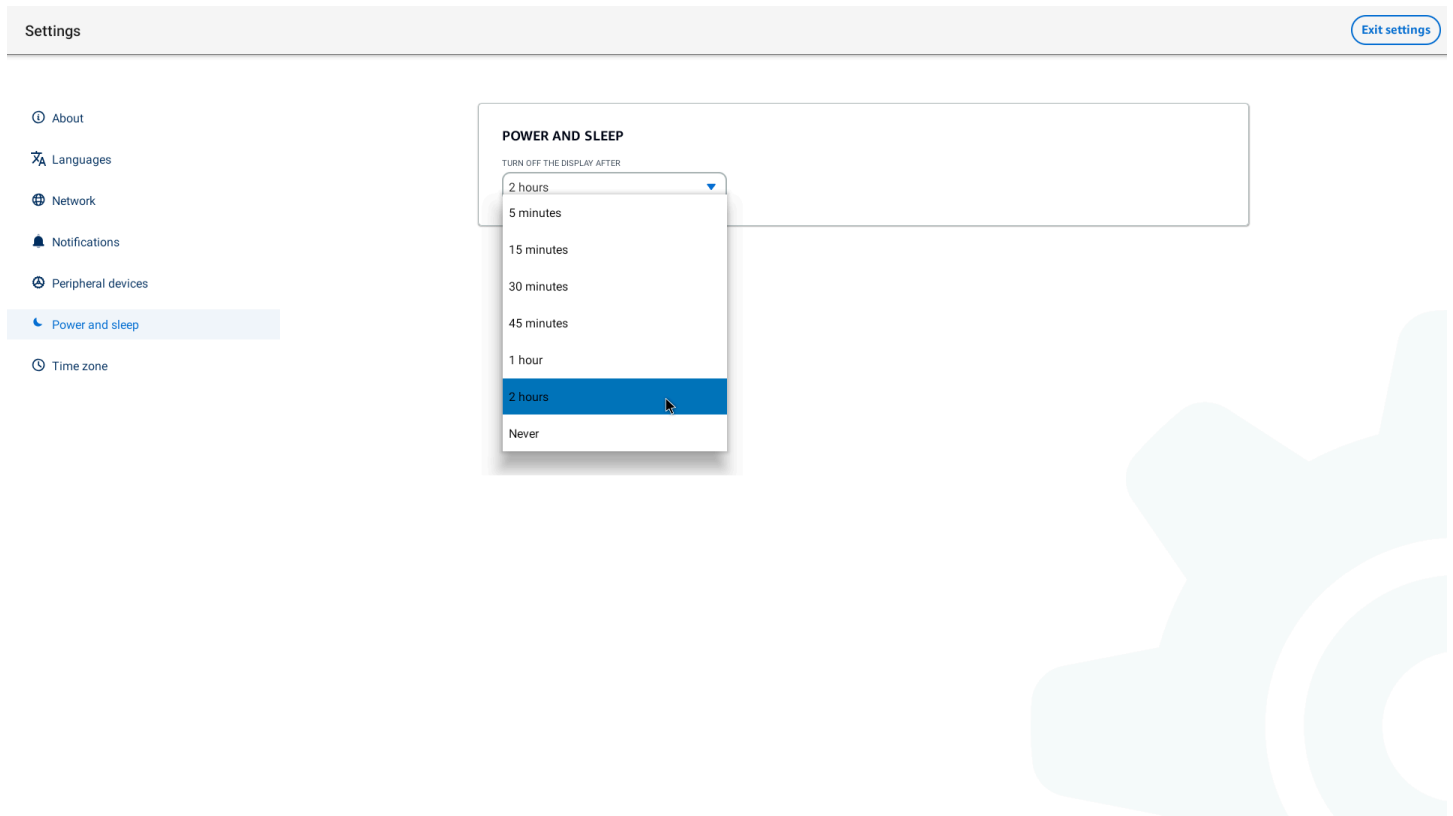 Settings
Exit settings
About
Languages
Network
Notifications
Peripheral devices
Power and sleep
Time zone
POWER AND SLEEP
TURN OFF THE DISPLAY AFTER
2 hours
5 minutes
15 minutes
30 minutes
45 minutes
1 hour
2 hours
Never